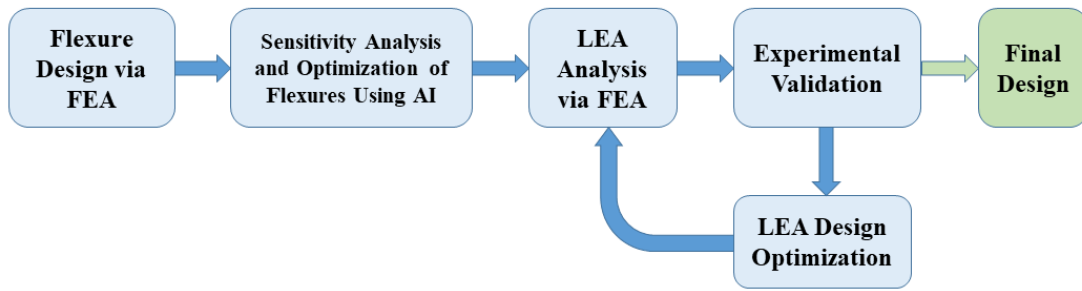 Flexure
Design via
FEA
Sensitivity Analysis
and Optimization of
Flexures Using AI
LEA
Analysis
via FEA
Experimental
Validation
Final
Design
LEA Design
Optimization